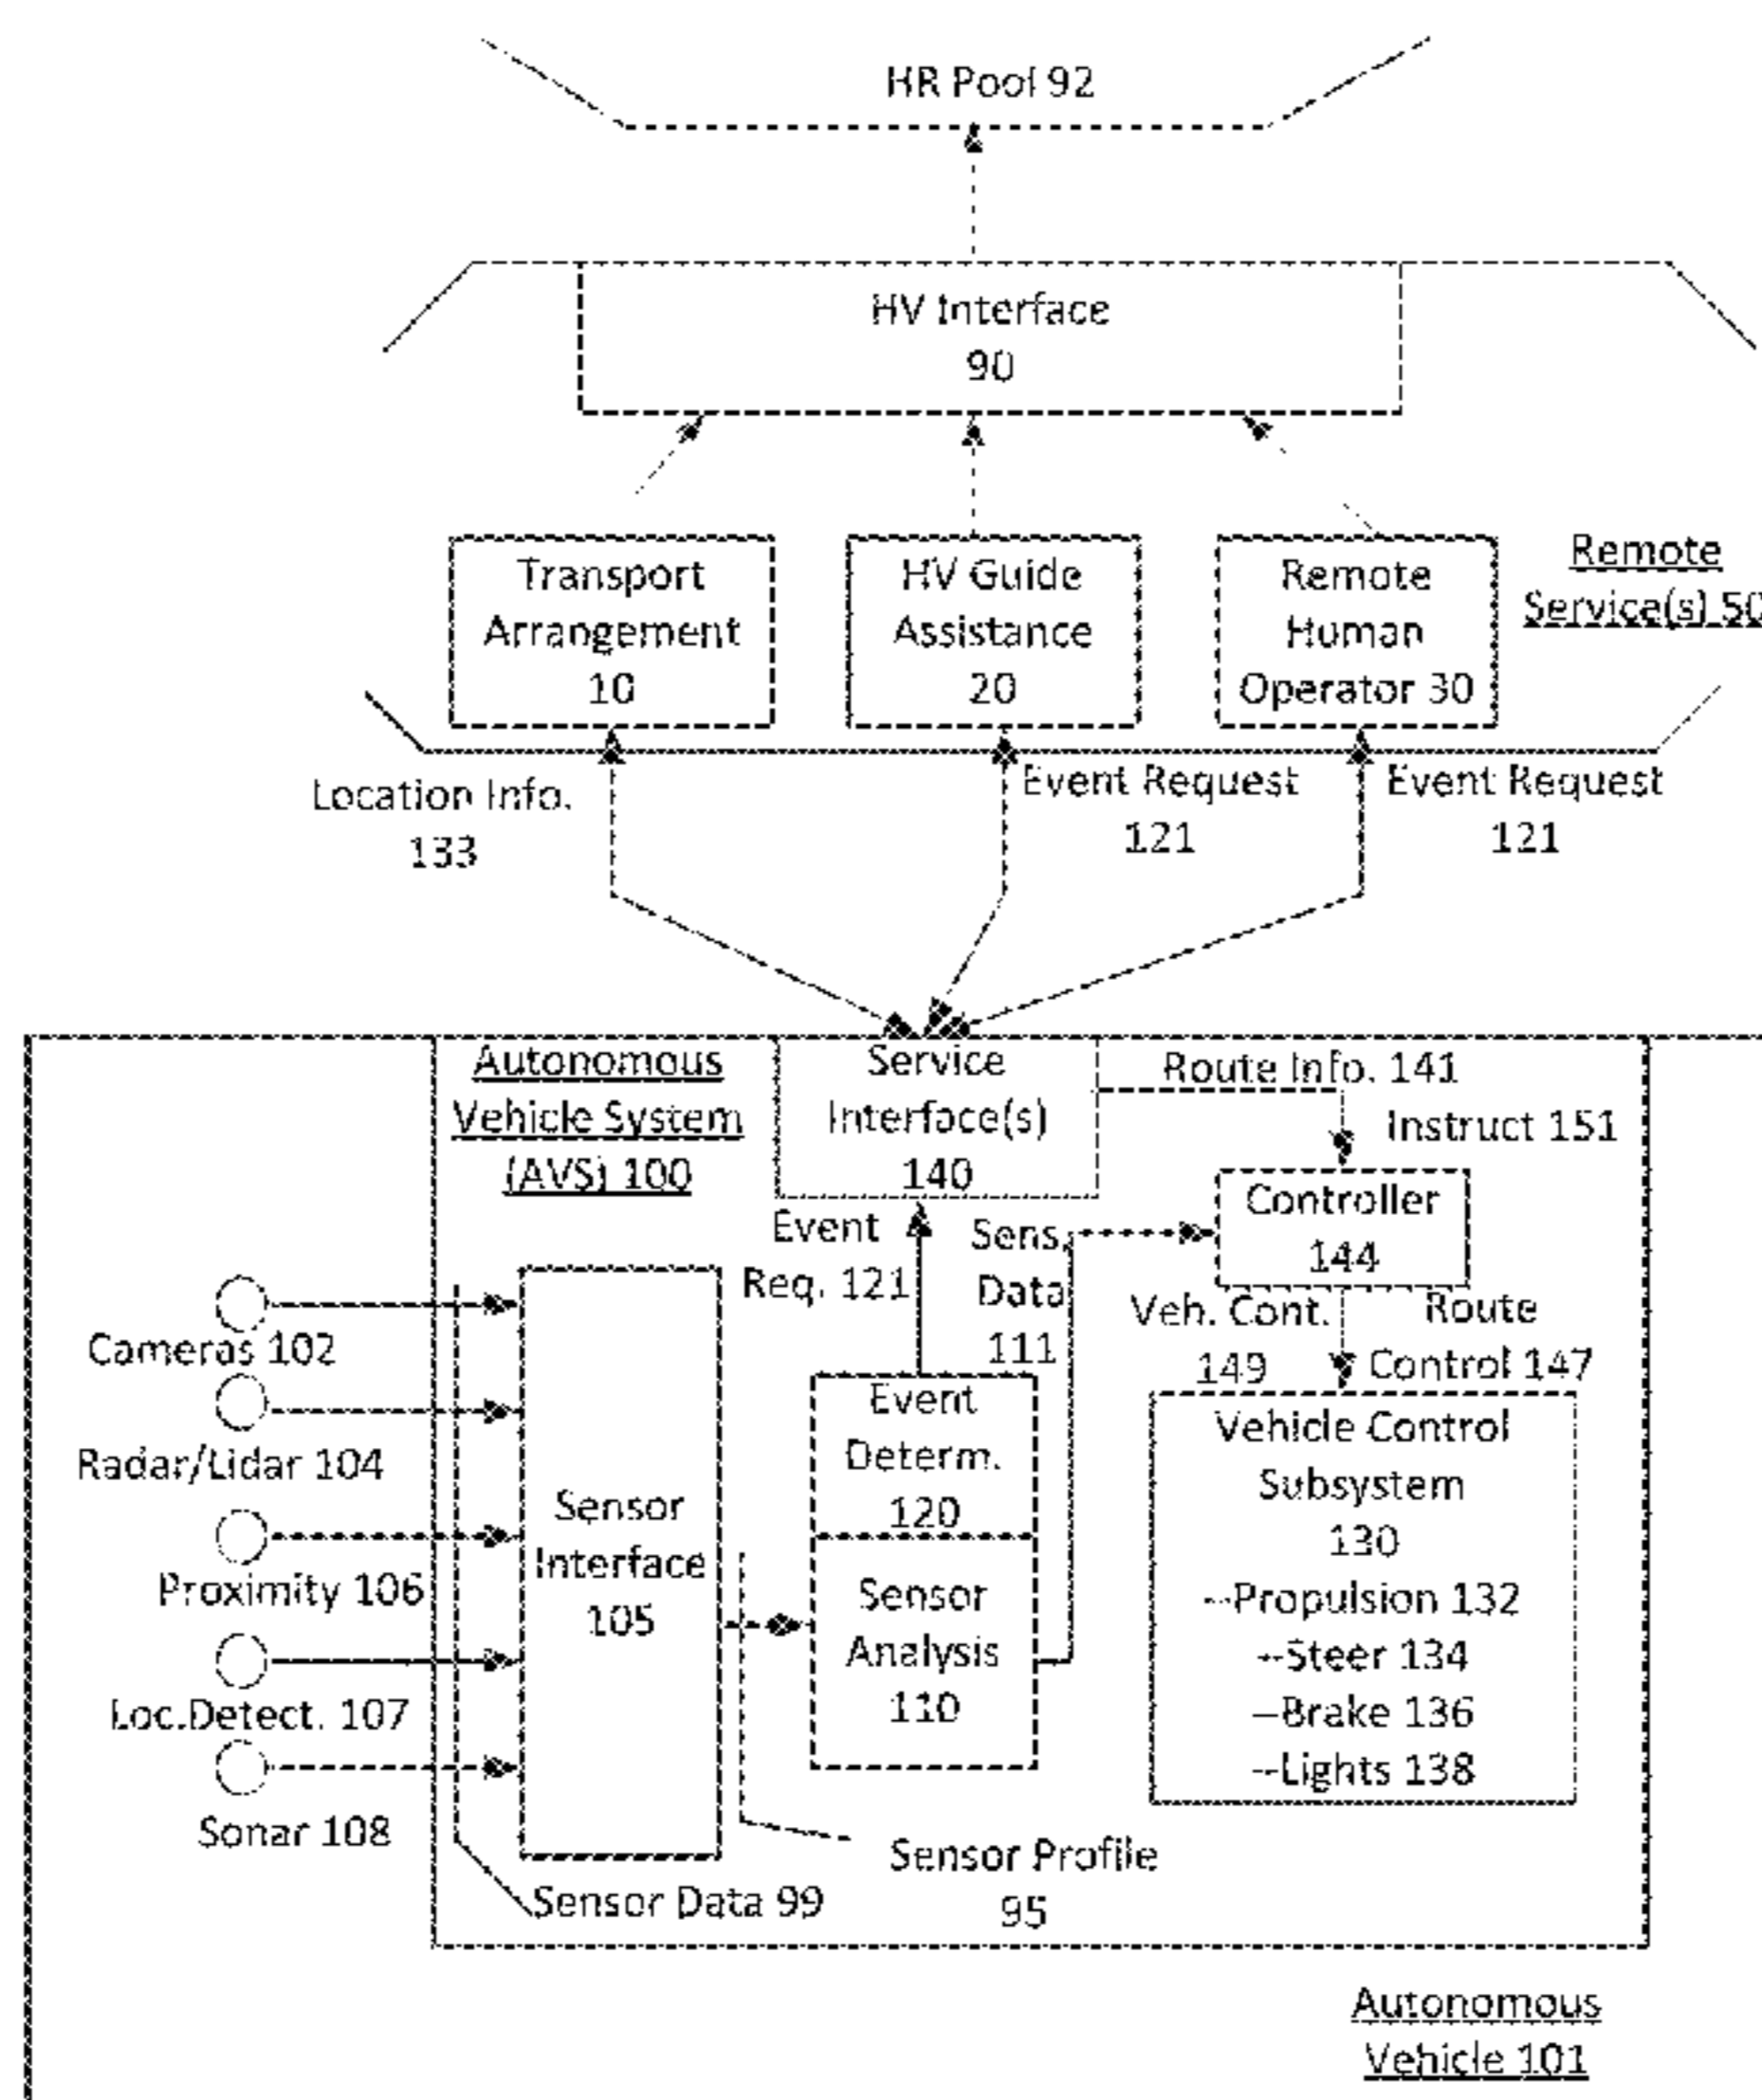 HR Pool 92
HV Interface
90
Transport
Arrangement
10
HV Guide
Assistance
20
Remote
Human
Operator 30
Remote
Service(s) 50
Location Info.
133
Event Request
121
Event Request
121
Autonomous
Vehicle System
(AVS) 100
Service
Interface(s)
140
Route Info. 141
Instruct 151
Controller
144
Event
Req. 121
Sens.
Data
111
Veh. Cont.
149
Route
Control 147
Cameras 102
Radar/Lidar 104
Proximity 106
Loc.Detect. 107
Sonar 108
Sensor
Interface
105
Event
Determ.
120
Sensor
Analysis
110
Vehicle Control
Subsystem
130
--Propulsion 132
--Steer 134
--Brake 136
--Lights 138
Sensor Data 99
Sensor Profile
95
Autonomous
Vehicle 101